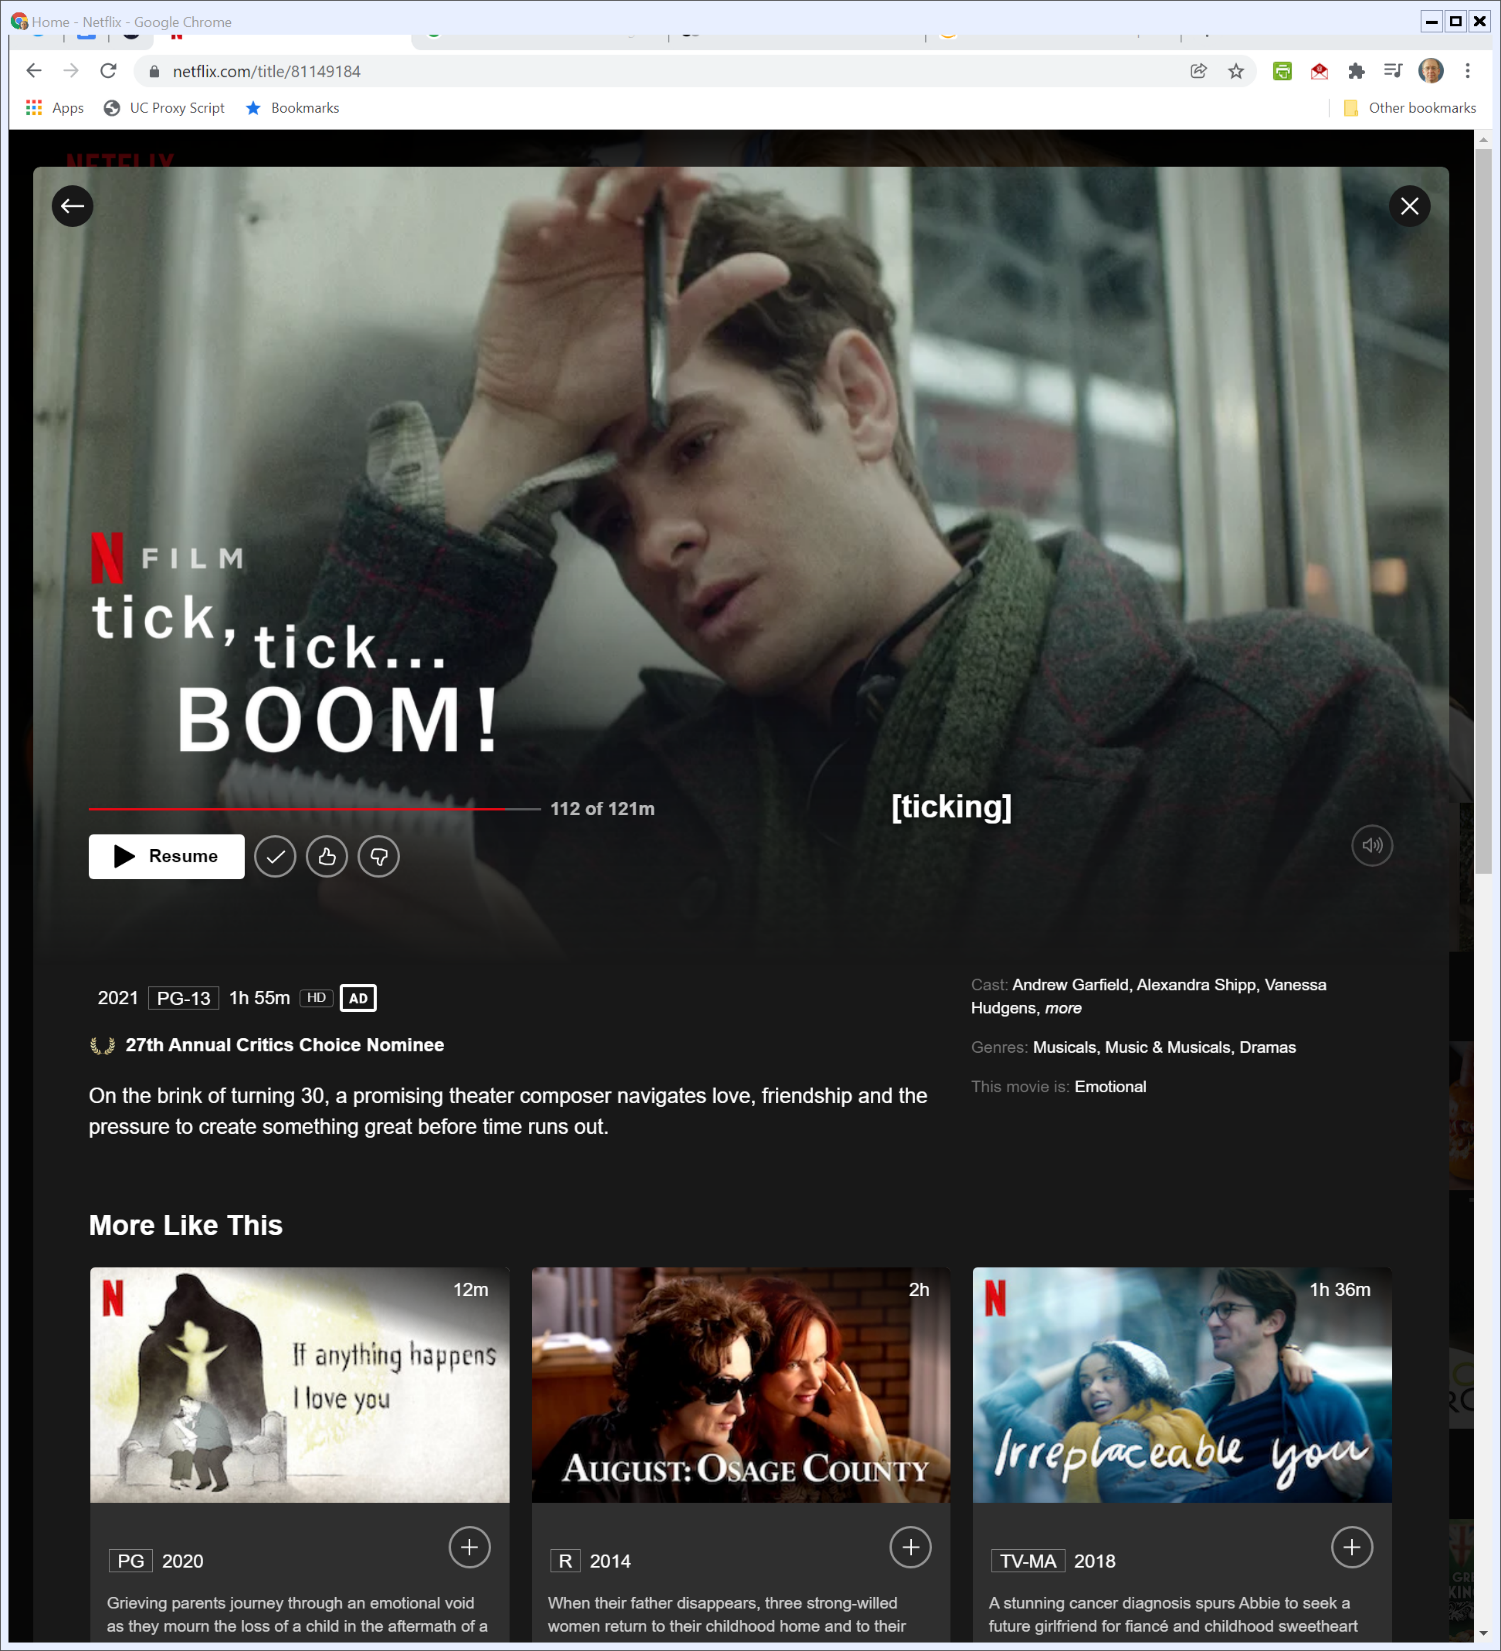 Home - Netflix - Google Chrome
netflix.com/title/81149184
Apps UC Proxy Script Bookmarks Other bookmarks
NETFLIX
N FILM
tick, tick...
BOOM!
112 of 121m
[ticking]
Resume
2021 PG-13 1h 55m HD AD
27th Annual Critics Choice Nominee
On the brink of turning 30, a promising theater composer navigates love, friendship and the
pressure to create something great before time runs out.
Cast: Andrew Garfield, Alexandra Shipp, Vanessa
Hudgens, more
Genres: Musicals, Music & Musicals, Dramas
This movie is: Emotional
More Like This
N
12m
If anything happens
I love you
PG 2020
Grieving parents journey through an emotional void
as they mourn the loss of a child in the aftermath of a
2h
AUGUST: OSAGE COUNTY
R 2014
When their father disappears, three strong-willed
women return to their childhood home and to their
N
1h 36m
Irreplaceable you
TV-MA 2018
A stunning cancer diagnosis spurs Abbie to seek a
future girlfriend for fiancé and childhood sweetheart